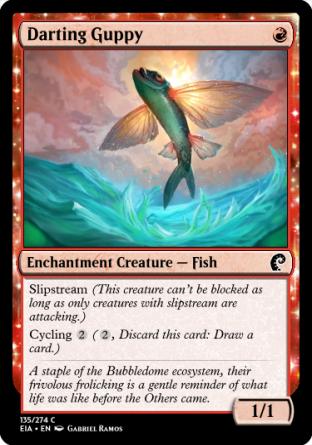 Darting Guppy
Enchantment Creature — Fish
Slipstream (This creature can't be blocked as
long as only creatures with slipstream are
attacking.)
Cycling 2 ( 2, Discard this card: Draw a
card.)
A staple of the Bubbledome ecosystem, their
frivolous frolicking is a gentle reminder of what
life was like before the Others came.
1/1
135/274 C
EIA • EN Gabriel Ramos